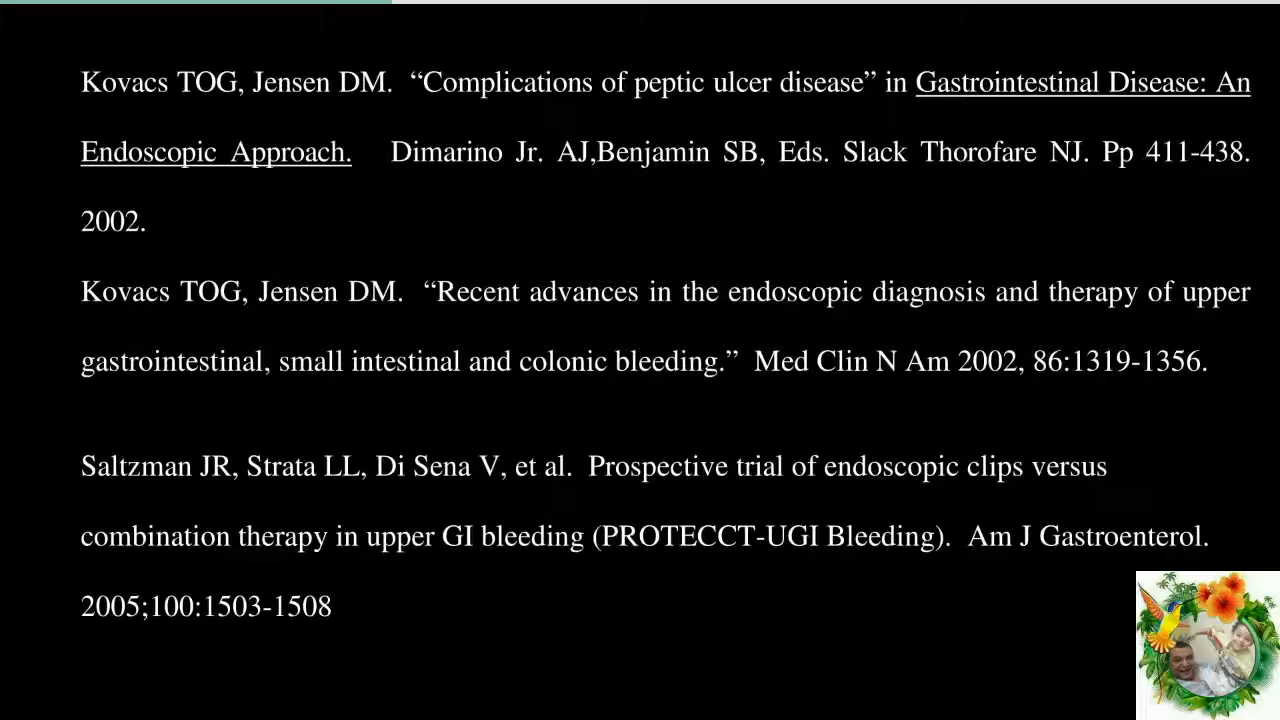 Kovacs TOG, Jensen DM.  “Complications of peptic ulcer disease” in Gastrointestinal Disease: An
Endoscopic Approach.   Dimarino Jr. AJ,Benjamin SB, Eds. Slack Thorofare NJ. Pp 411-438.
2002.
Kovacs TOG, Jensen DM.  “Recent advances in the endoscopic diagnosis and therapy of upper
gastrointestinal, small intestinal and colonic bleeding.”  Med Clin N Am 2002, 86:1319-1356.
Saltzman JR, Strata LL, Di Sena V, et al.  Prospective trial of endoscopic clips versus
combination therapy in upper GI bleeding (PROTECCT-UGI Bleeding).  Am J Gastroenterol.
2005;100:1503-1508